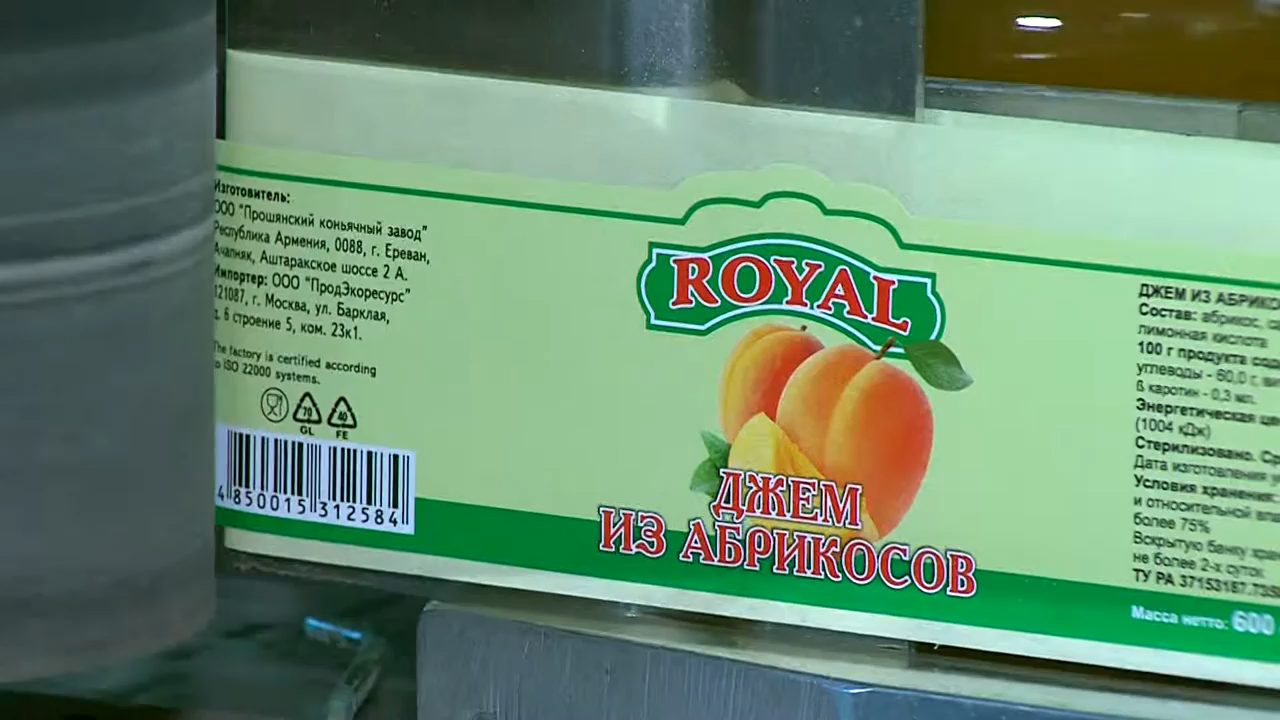 Изготовитель:
ООО "Прошянский коньячный завод"
Республика Армения, 0088, г. Ереван,
Ачапняк, Аштаракское шоссе 2 А.
Импортер: ООО "ПродЭкоресурс"
121087, г. Москва, ул. Барклая,
д. 6 строение 5, ком. 23к1.
The factory is certified according
to ISO 22000 systems.
70
GL
40
FE
4850015312584
ROYAL
ДЖЕМ
ИЗ АБРИКОСОВ
ДЖЕМ ИЗ АБРИКО
Состав: абрикос,
лимонная кислота
100 г продукта
углеводы - 60,0 г,
ß каротин - 0,3 мг.
Энергетическая
(1004 кДж)
Стерилизовано.
Дата изготовления
Условия хранения:
и относительной
более 75%
Вскрытую банку
не более 2-х суток
ТУ РА 37153187.
Масса нетто: 600